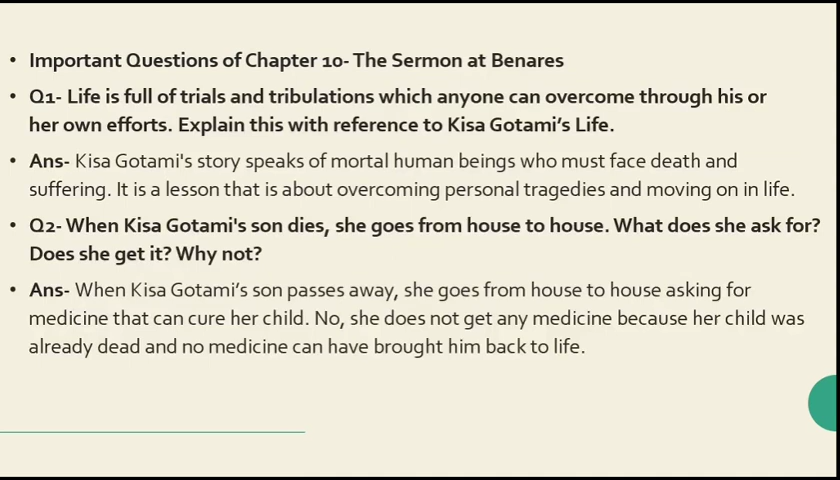 • Important Questions of Chapter 10- The Sermon at Benares
• Q1- Life is full of trials and tribulations which anyone can overcome through his or
her own efforts. Explain this with reference to Kisa Gotami’s Life.
• Ans- Kisa Gotami's story speaks of mortal human beings who must face death and
suffering. It is a lesson that is about overcoming personal tragedies and moving on in life.
• Q2- When Kisa Gotami's son dies, she goes from house to house. What does she ask for?
Does she get it? Why not?
• Ans- When Kisa Gotami’s son passes away, she goes from house to house asking for
medicine that can cure her child. No, she does not get any medicine because her child was
already dead and no medicine can have brought him back to life.